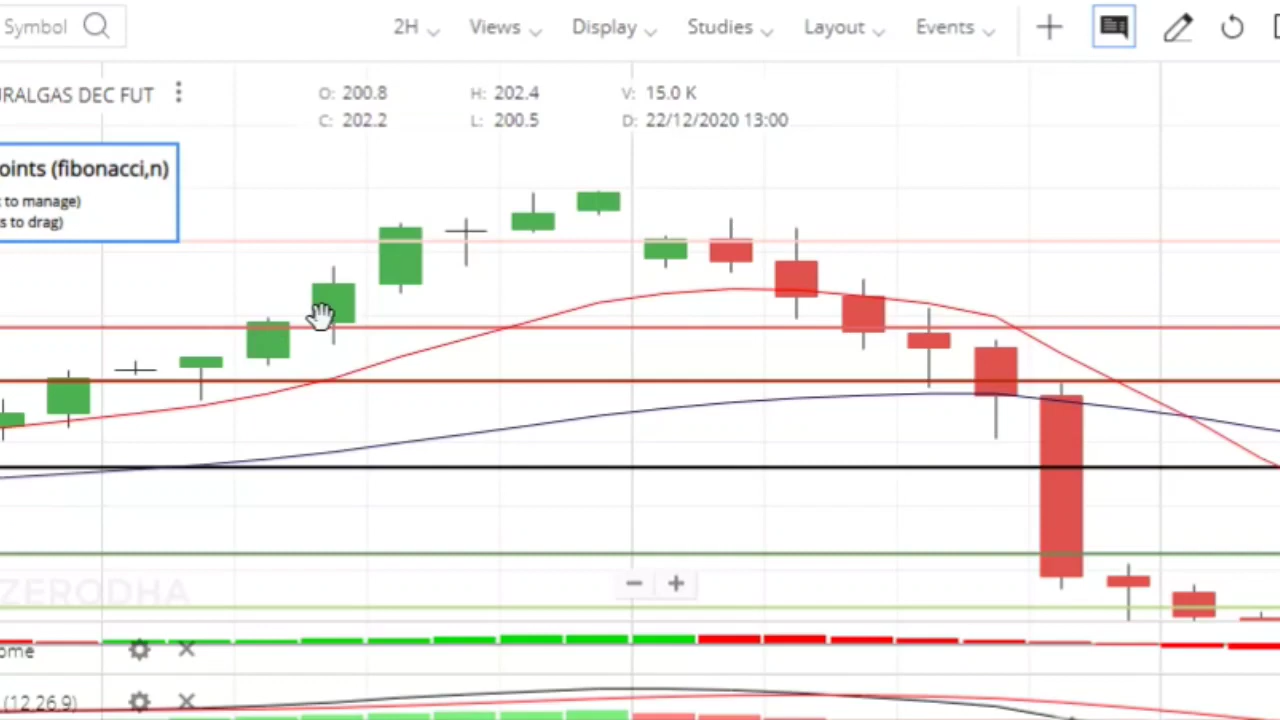 Symbol 2H Views Display Studies Layout Events
URALGAS DEC FUT O: 200.8 H: 202.4 V: 15.0 K
C: 202.2 L: 200.5 D: 22/12/2020 13:00
oints (fibonacci,n)
to manage)
s to drag)
ZERODHA
ome
(12,26,9)